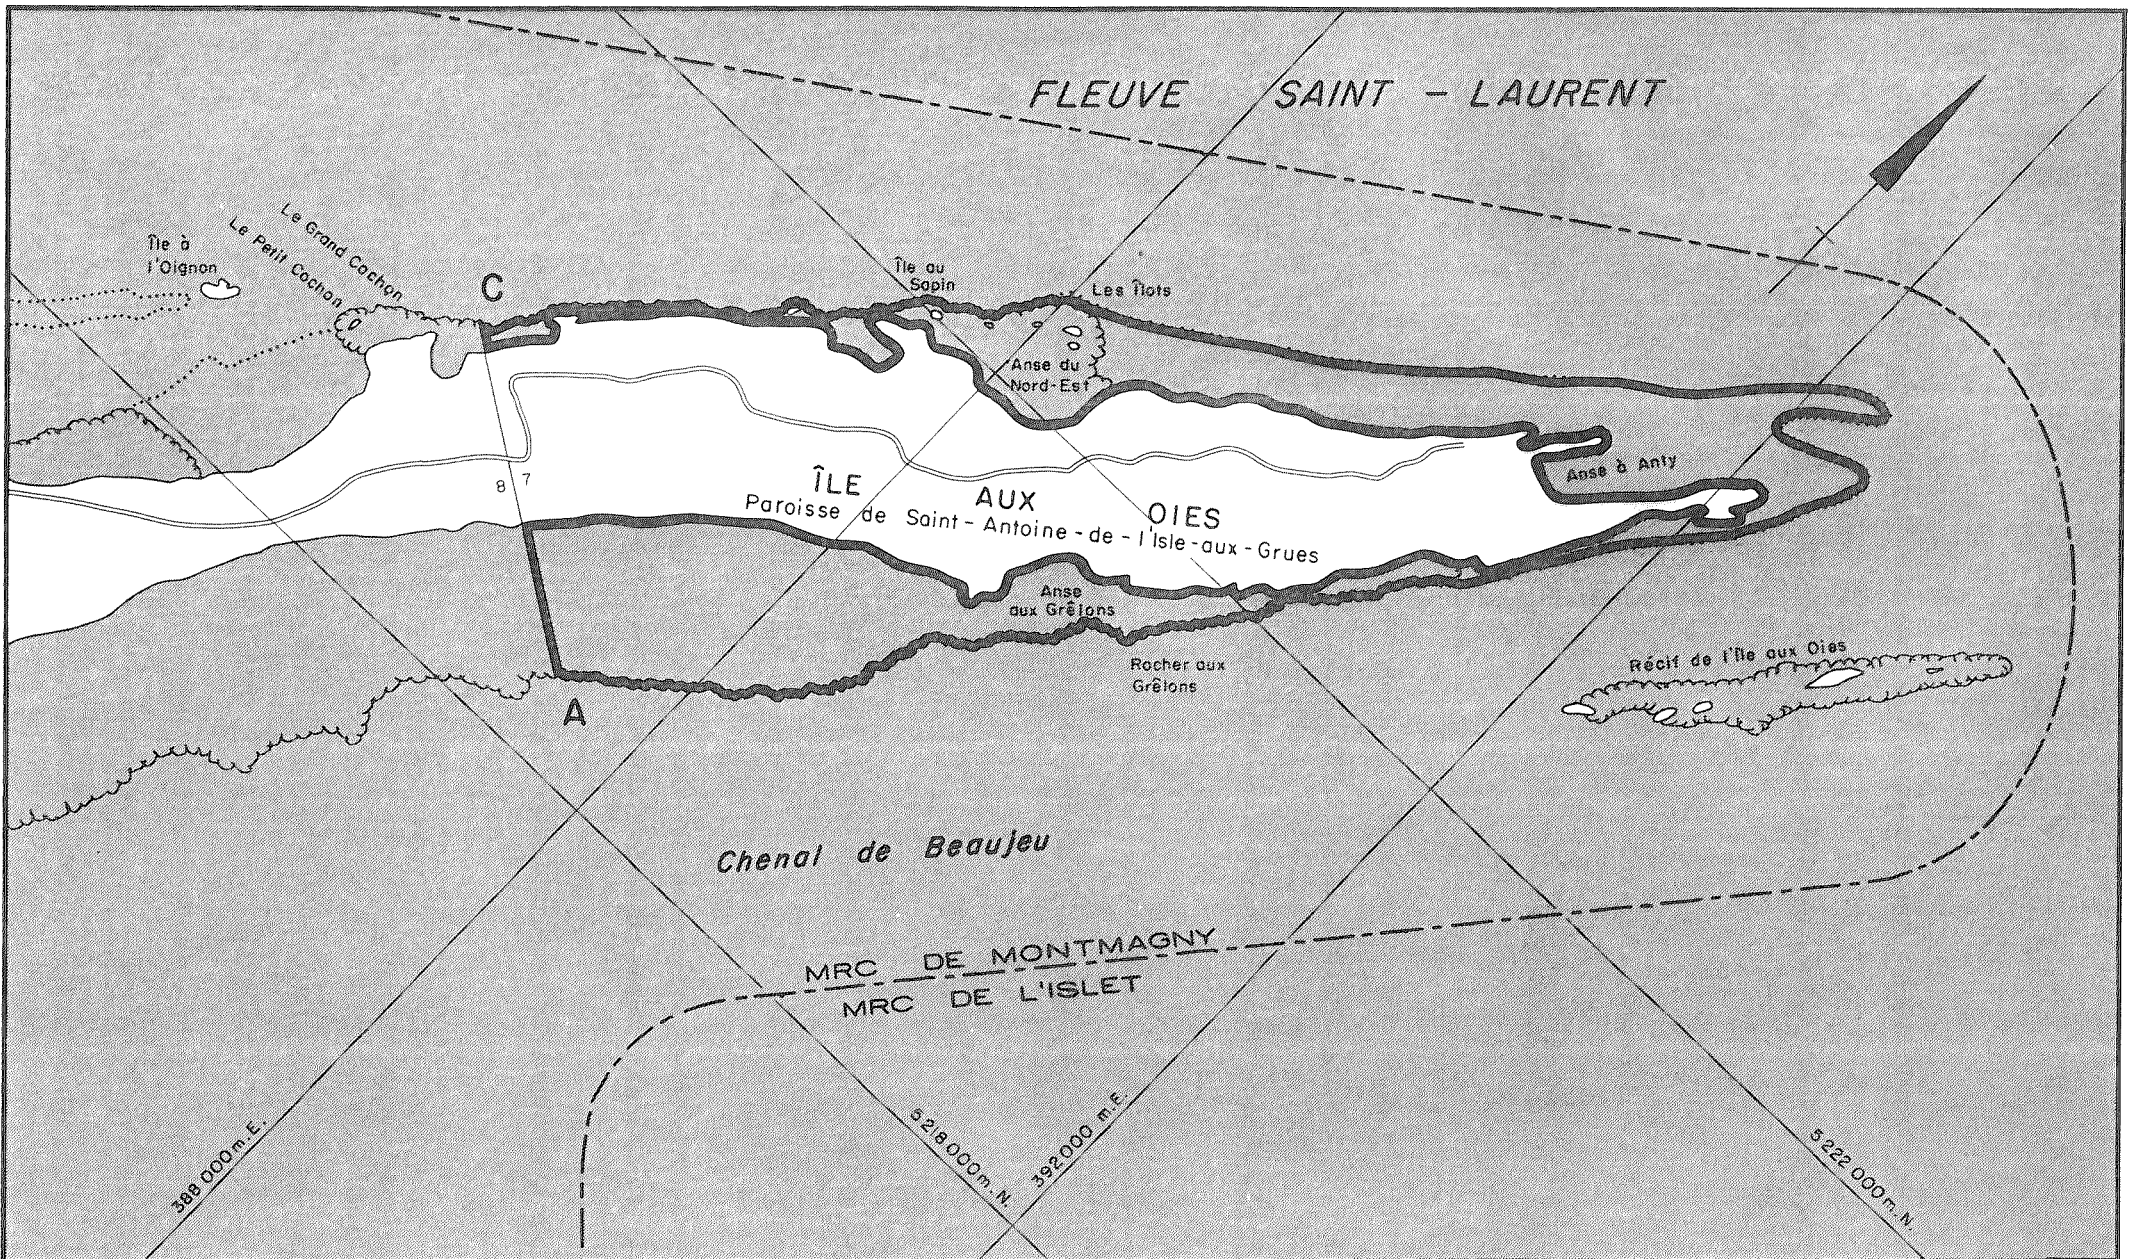 FLEUVE SAINT - LAURENT
Le Grand Cochon
Le Petit Cochon
Île à
l'Oignon
C
Île au
Sapin
Les Îlots
Anse du
Nord-Est
8 7
ÎLE AUX OIES
Paroisse de Saint-Antoine-de-l'Isle-aux-Grues
Anse à Anty
Anse
aux Grêlons
Rocher aux
Grêlons
Récif de l'Île aux Oies
A
Chenal de Beaujeu
MRC DE MONTMAGNY
MRC DE L'ISLET
388 000 m.E.
5 218 000 m.N.
392 000 m.E.
5 222 000 m.N.